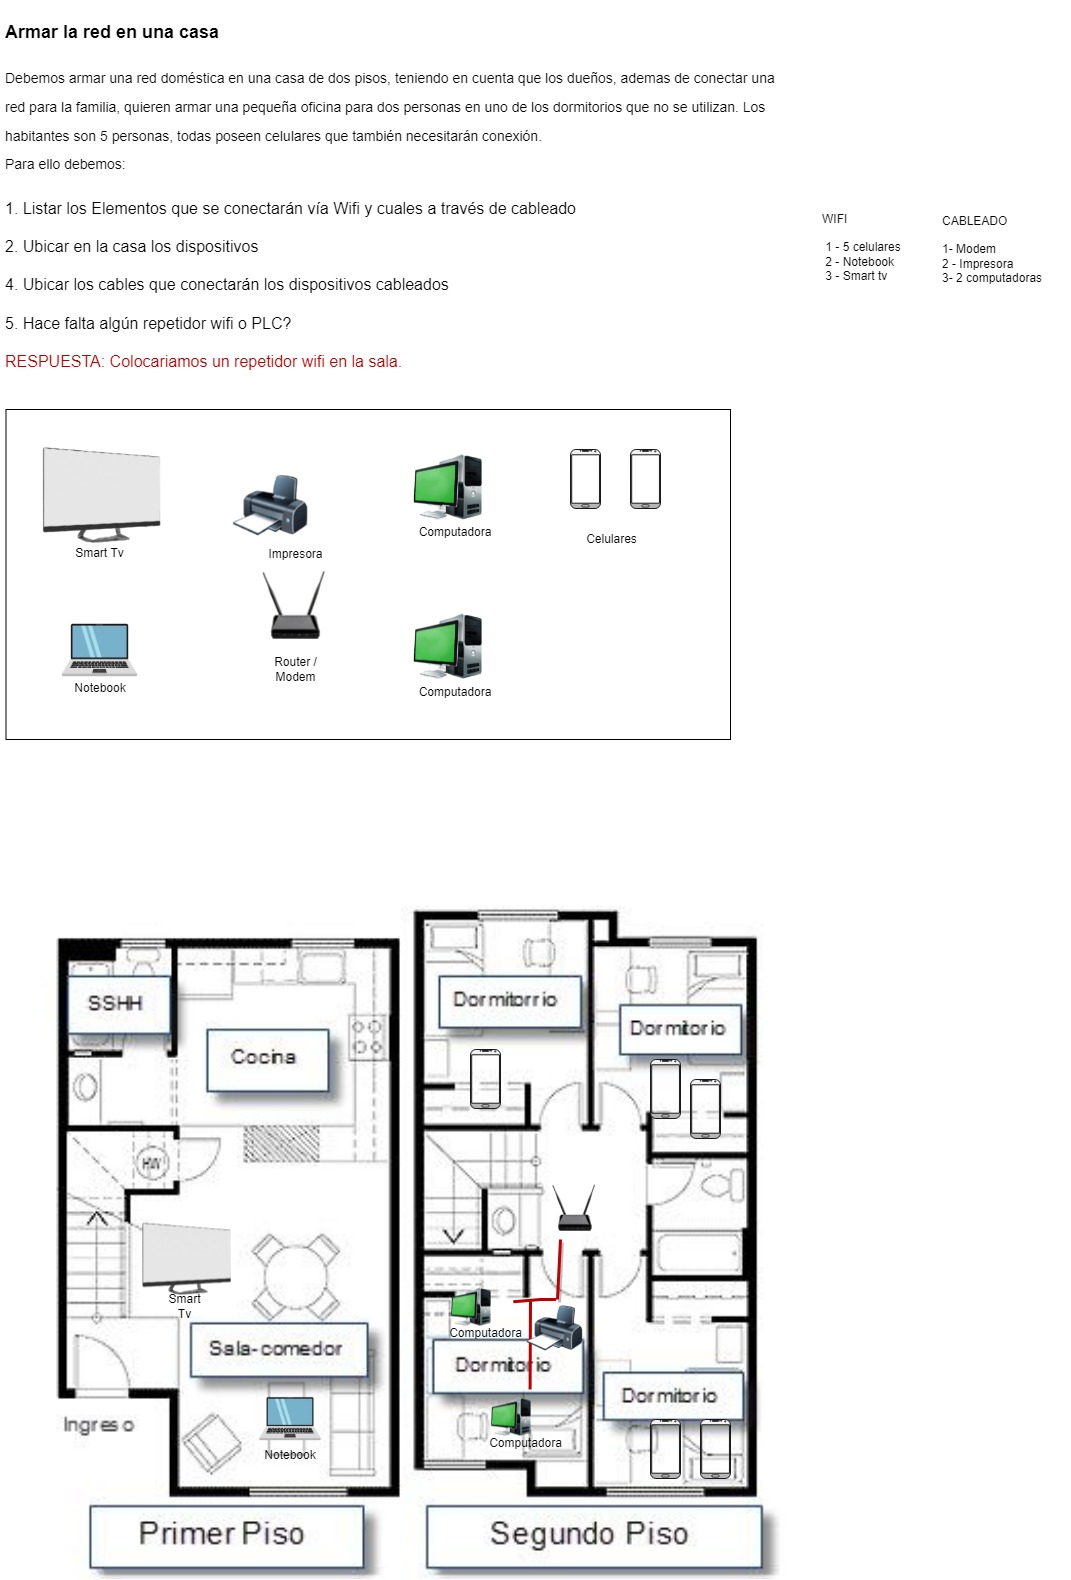 Armar la red en una casa
Debemos armar una red doméstica en una casa de dos pisos, teniendo en cuenta que los dueños, ademas de conectar una
red para la familia, quieren armar una pequeña oficina para dos personas en uno de los dormitorios que no se utilizan. Los
habitantes son 5 personas, todas poseen celulares que también necesitarán conexión.
Para ello debemos:
1. Listar los Elementos que se conectarán vía Wifi y cuales a través de cableado
2. Ubicar en la casa los dispositivos
4. Ubicar los cables que conectarán los dispositivos cableados
5. Hace falta algún repetidor wifi o PLC?
RESPUESTA: Colocariamos un repetidor wifi en la sala.
WIFI
1 - 5 celulares
2 - Notebook
3 - Smart tv
CABLEADO
1- Modem
2 - Impresora
3- 2 computadoras
Smart Tv
Impresora
Computadora
Celulares
Notebook
Router /
Modem
Computadora
SSHH
Cocina
HW
Smart
Tv
Sala-comedor
Ingreso
Notebook
Primer Piso
Dormitorrio
Dormitorio
Computadora
Dormitorio
Dormitorio
Computadora
Segundo Piso